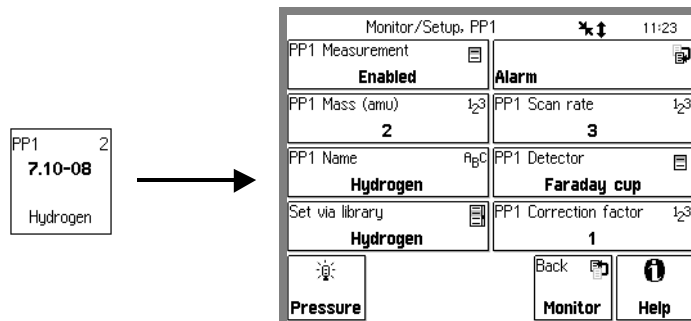 PP1 2
7.10-08
Hydrogen
Monitor/Setup, PP1 11:23
PP1 Measurement
Enabled
Alarm
PP1 Mass (amu) 123
2
PP1 Scan rate 123
3
PP1 Name ABC
Hydrogen
PP1 Detector
Faraday cup
Set via library
Hydrogen
PP1 Correction factor 123
1
Pressure
Back
Monitor
Help